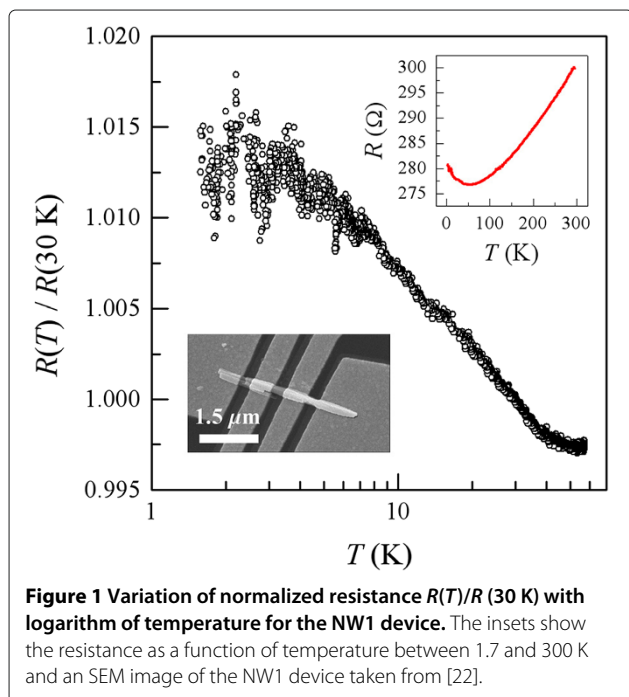 1.020
1.015
1.010
1.005
1.000
0.995
R(T) / R(30 K)
1
10
T (K)
300
295
290
285
280
275
R (Ω)
0
100
200
300
T (K)
1.5 μm
Figure 1 Variation of normalized resistance R(T)/R (30 K) with
logarithm of temperature for the NW1 device. The insets show
the resistance as a function of temperature between 1.7 and 300 K
and an SEM image of the NW1 device taken from [22].